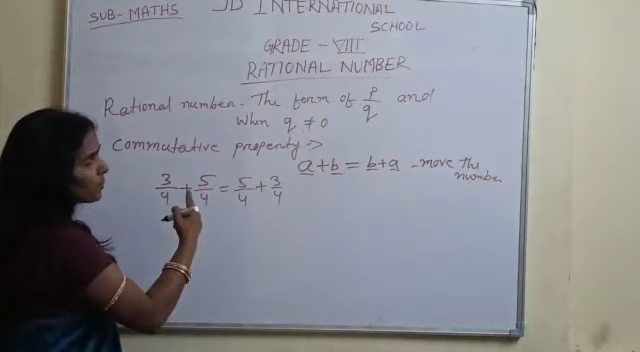 SUB- MATHS
JD INTERNATIONAL
SCHOOL
GRADE - VIII
RATIONAL NUMBER
Rational number - The form of p/q and
When q ≠ 0
Commutative property =>
a + b = b + a - move the
number
3/4 + 5/4 = 5/4 + 3/4